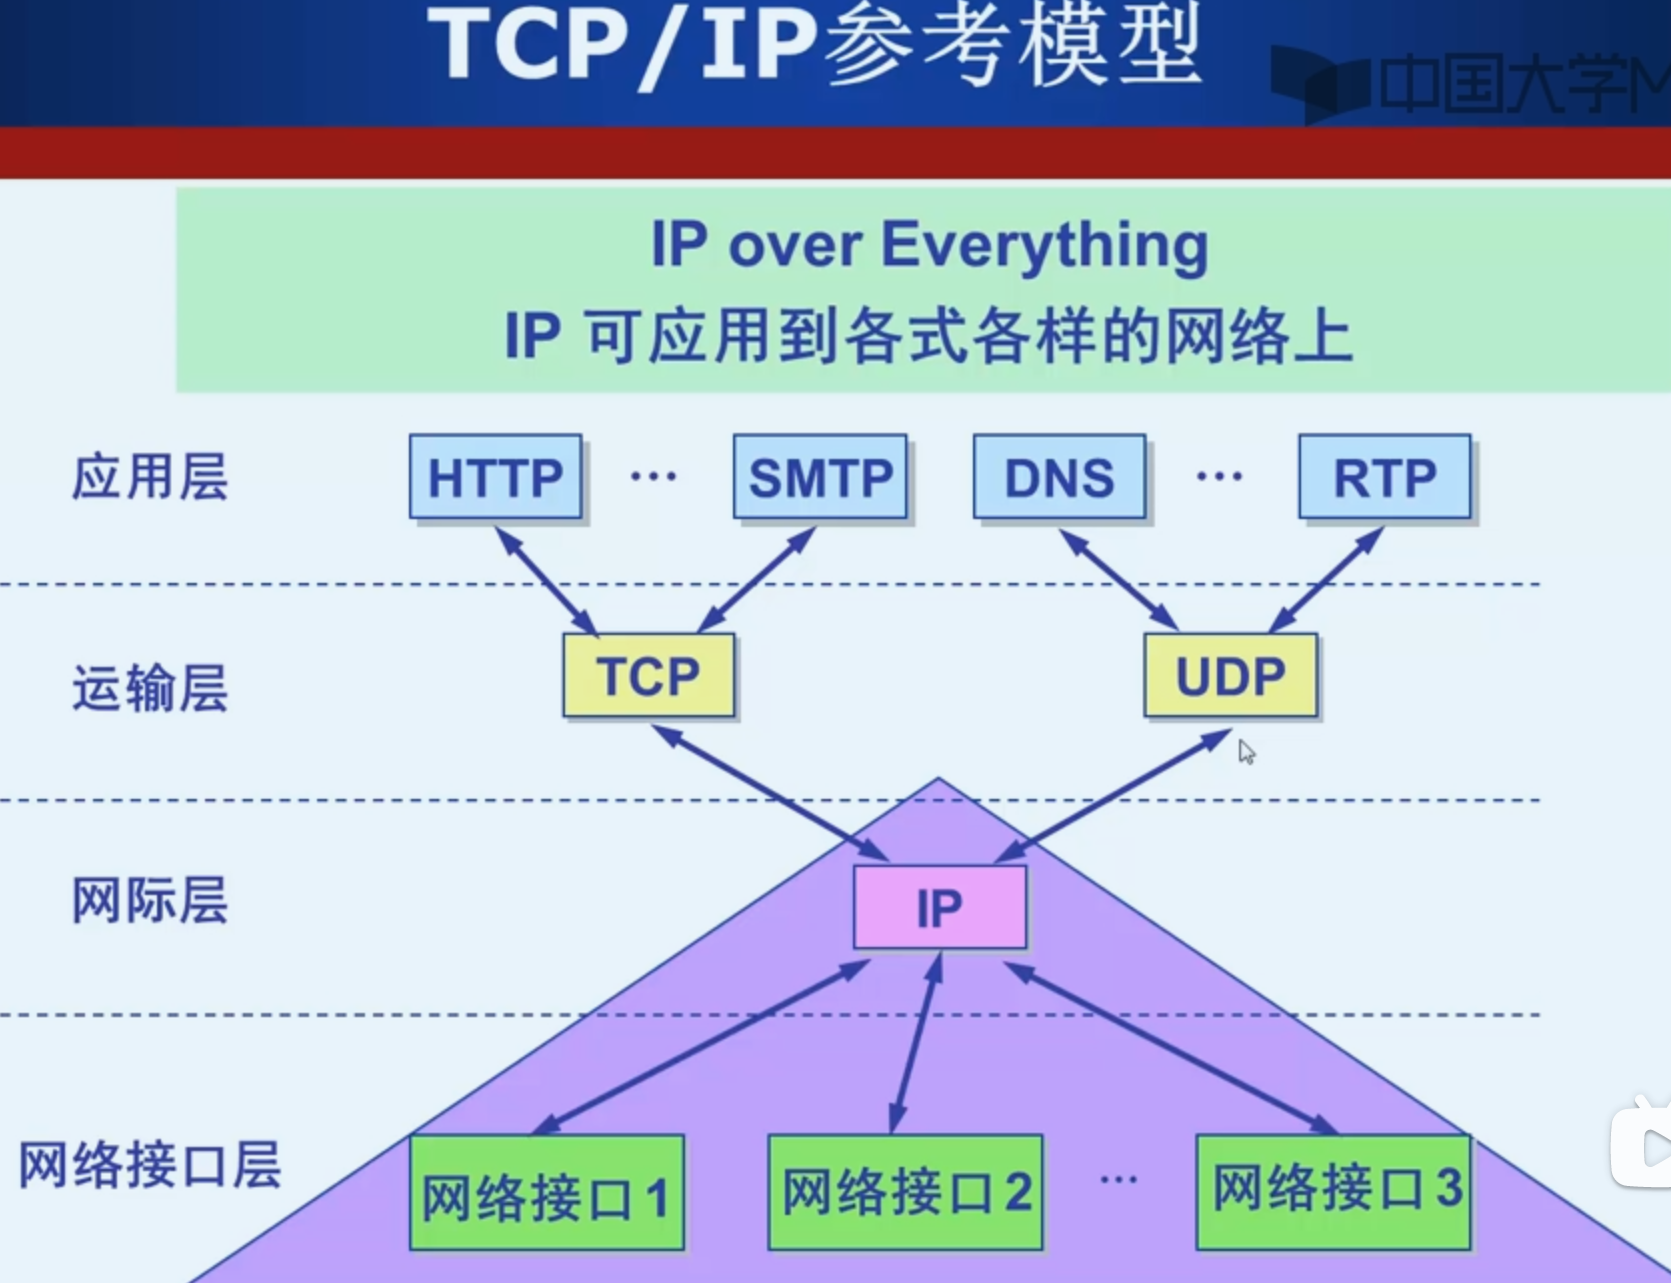 TCP/IP参考模型
中国大学M
IP over Everything
IP 可应用到各式各样的网络上
应用层 HTTP ··· SMTP DNS ··· RTP
运输层 TCP UDP
网际层 IP
网络接口层 网络接口1 网络接口2 ··· 网络接口3